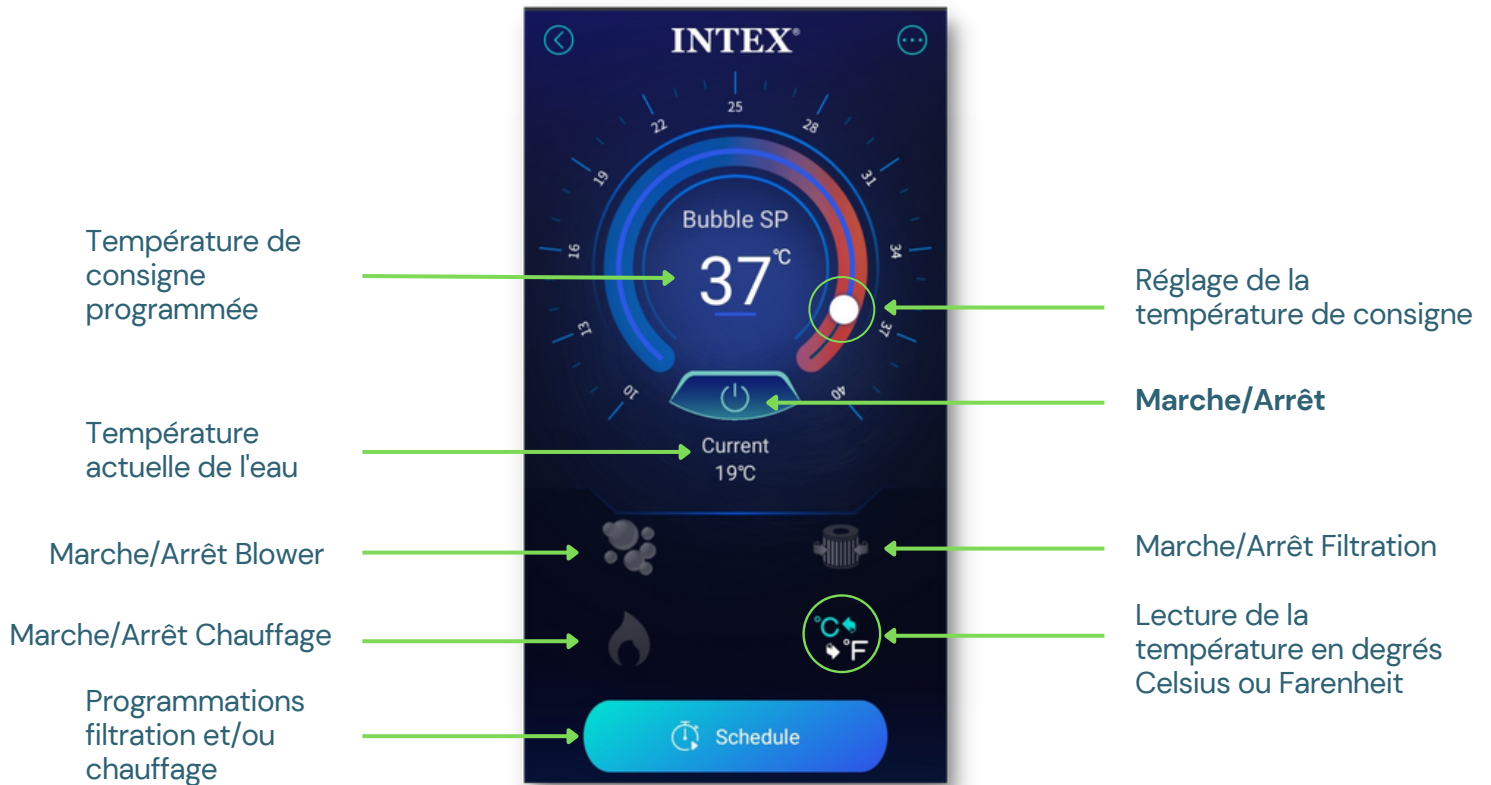 INTEX®
25
22
28
19
31
16
34
13
37
10
40
Bubble SP
37°C
Current
19°C
°C
°F
Schedule
Température de
consigne
programmée
Température
actuelle de l'eau
Marche/Arrêt Blower
Marche/Arrêt Chauffage
Programmations
filtration et/ou
chauffage
Réglage de la
température de consigne
Marche/Arrêt
Marche/Arrêt Filtration
Lecture de la
température en degrés
Celsius ou Farenheit